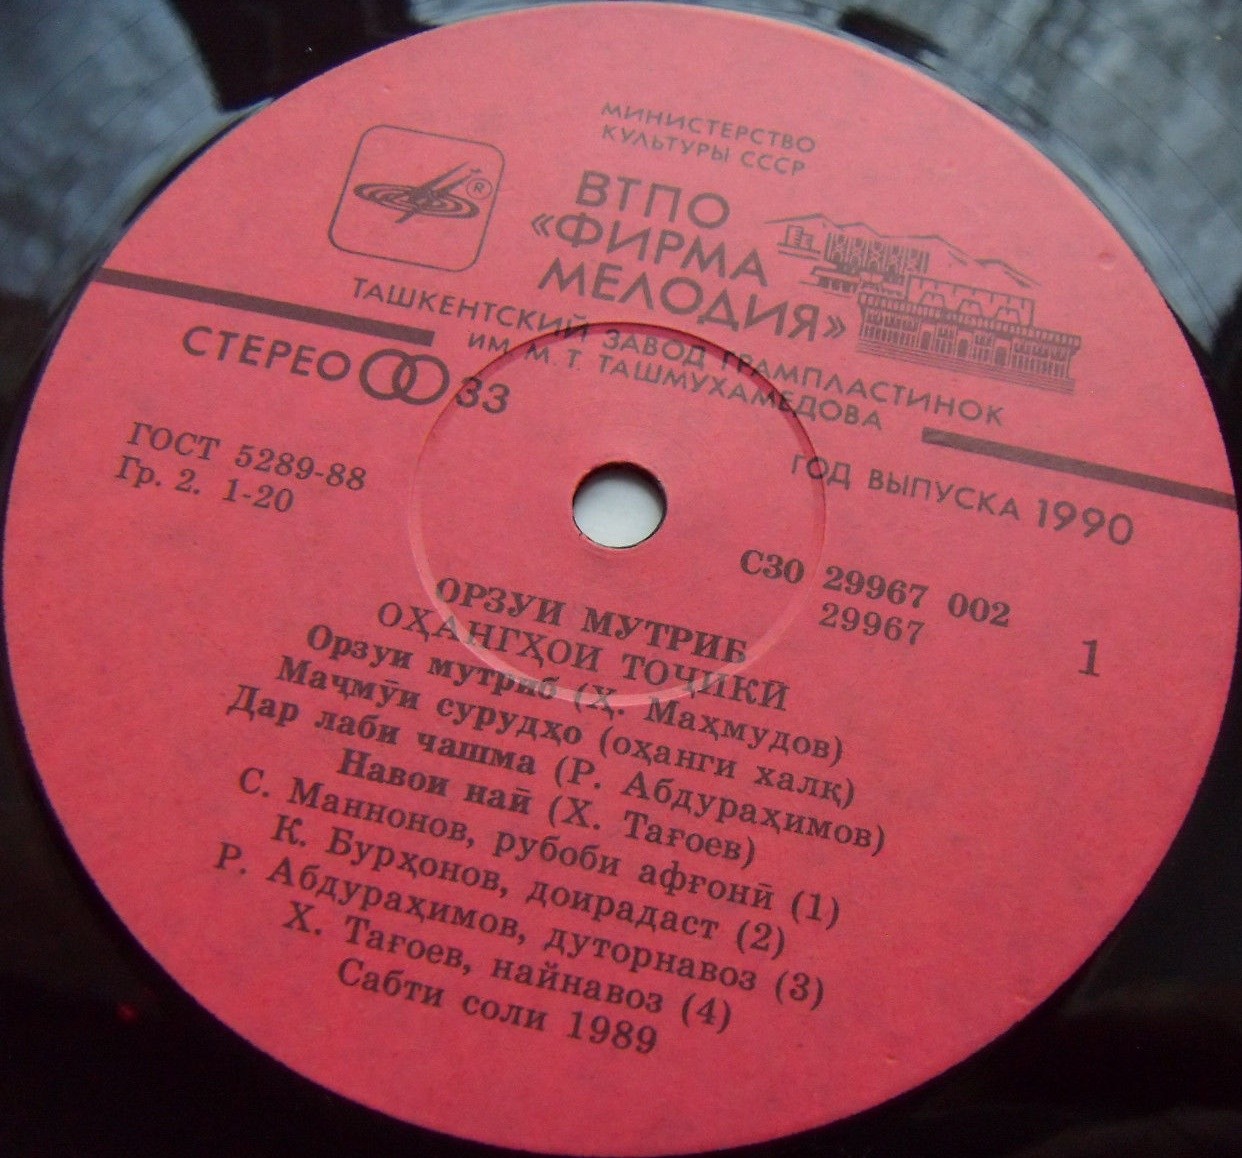 МИНИСТЕРСТВО
КУЛЬТУРЫ СССР
®
ВТПО
«ФИРМА
МЕЛОДИЯ»
ТАШКЕНТСКИЙ ЗАВОД ГРАМПЛАСТИНОК
ИМ. М. Т. ТАШМУХАМЕДОВА
СТЕРЕО 33
ГОСТ 5289-88
Гр. 2. 1-20
ГОД ВЫПУСКА 1990
С30 29967 002
29967
1
ОРЗУИ МУТРИБ
ОҲАНГҲОИ ТОҶИКӢ
Орзуи мутриб (Ҳ. Маҳмудов)
Маҷмӯи сурудҳо (оҳанги халқ)
Дар лаби чашма (Р. Абдураҳимов)
Навои най (Х. Тағоев)
С. Маннонов, рубоби афғонӣ (1)
К. Бурҳонов, доирадаст (2)
Р. Абдураҳимов, дуторнавоз (3)
Х. Тағоев, найнавоз (4)
Сабти соли 1989